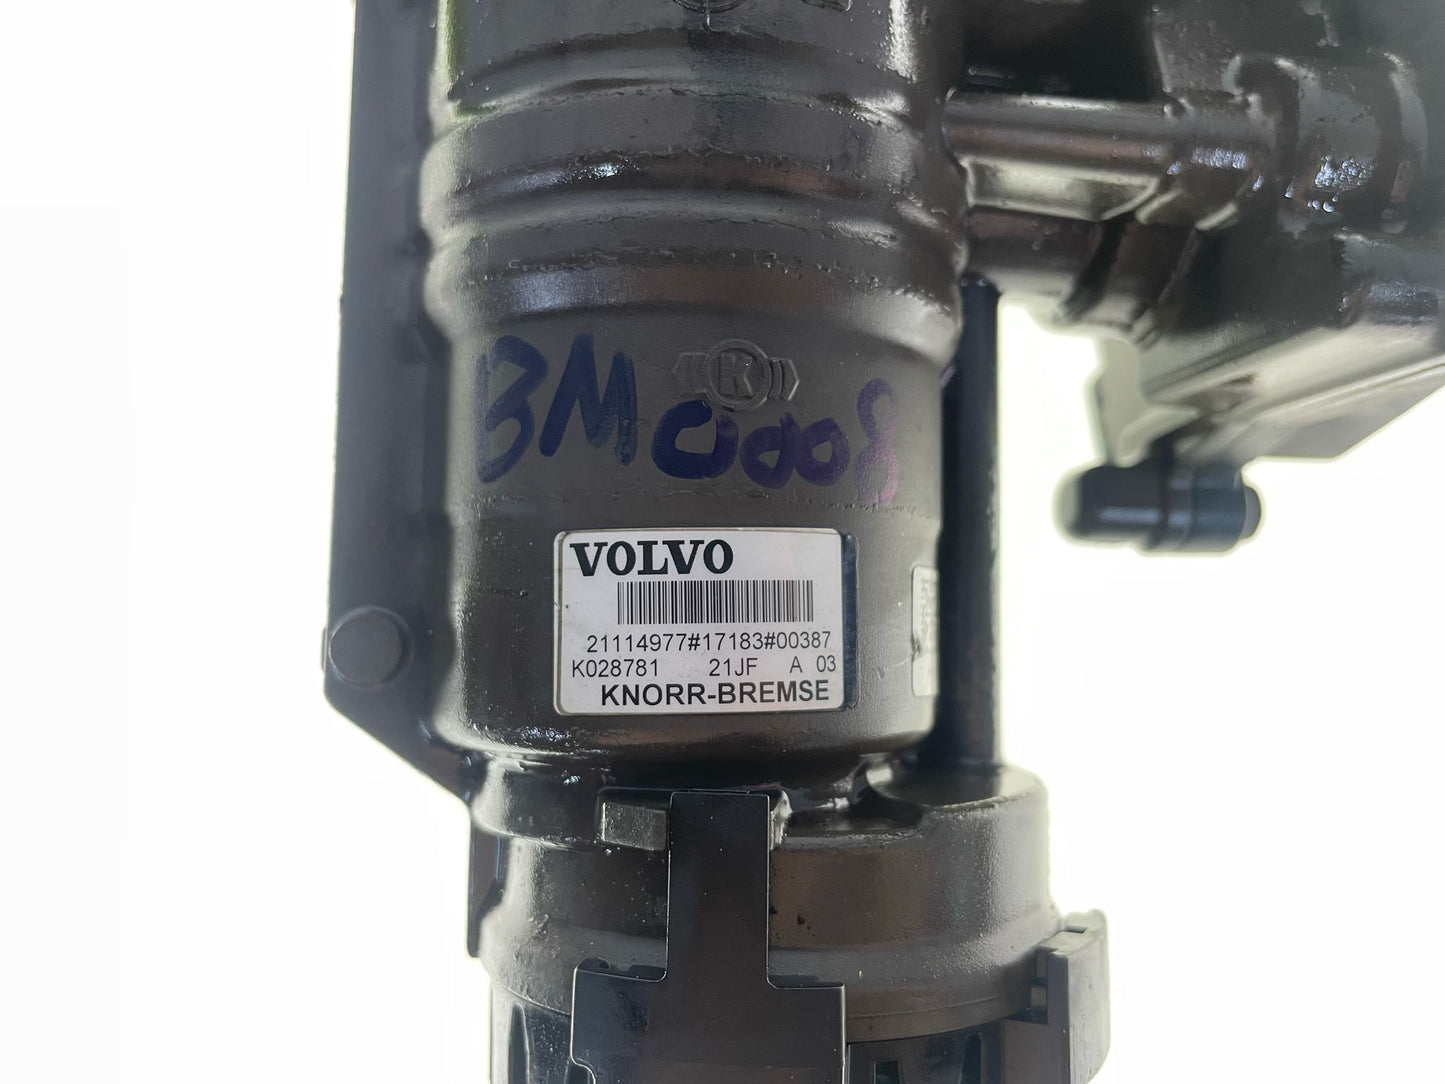 K
BM0008
VOLVO
21114977#17183#00387
K028781 21JF A 03
KNORR-BREMSE